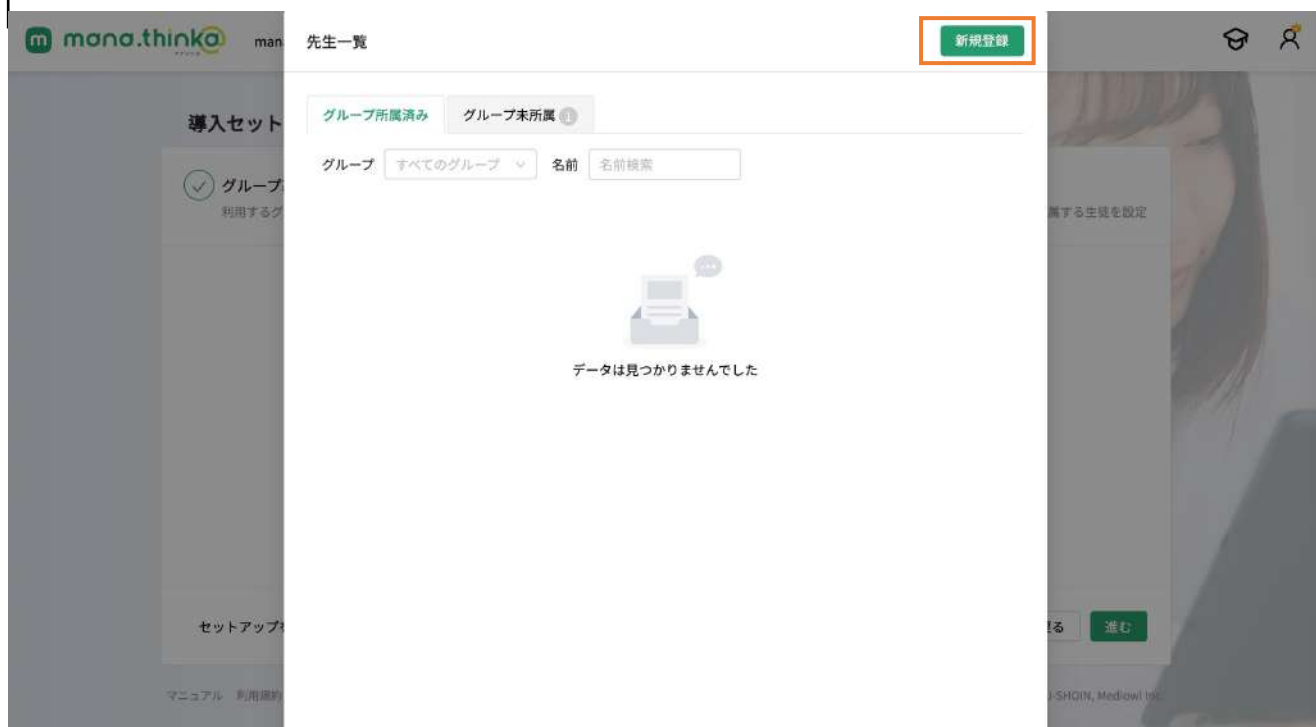 m mana.thinka
man
先生一覧
新規登録
導入セット
グループ所属済み
グループ未所属 1
グループ すべてのグループ 名前 名前検索
グループ
利用するグ
属する生徒を設定
データは見つかりませんでした
セットアップ
る
進む
マニュアル 利用規約
J-SHOIN, Mediowl Inc.